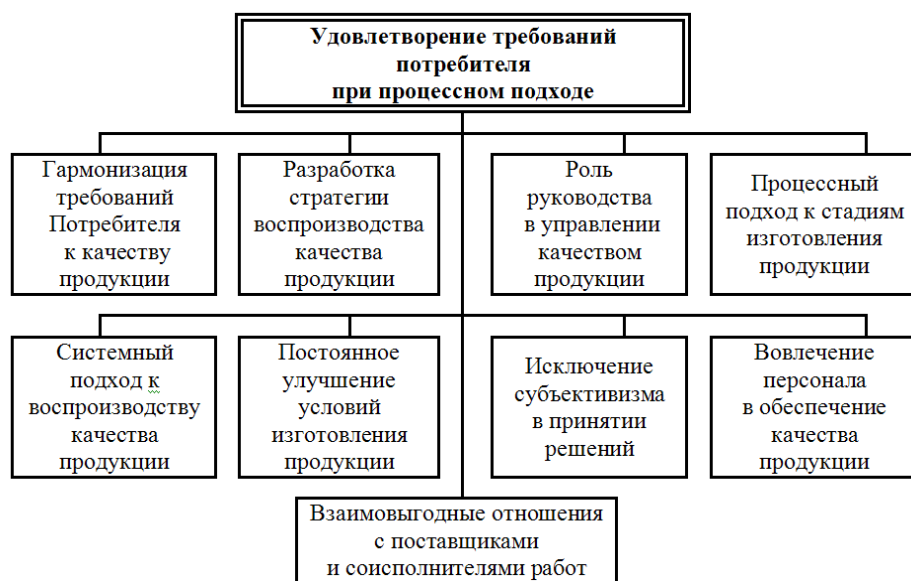 Удовлетворение требований
потребителя
при процессном подходе
Гармонизация
требований
Потребителя
к качеству
продукции
Разработка
стратегии
воспроизводства
качества
продукции
Роль
руководства
в управлении
качеством
продукции
Процессный
подход к стадиям
изготовления
продукции
Системный
подход к
воспроизводству
качества
продукции
Постоянное
улучшение
условий
изготовления
продукции
Исключение
субъективизма
в принятии
решений
Вовлечение
персонала
в обеспечение
качества
продукции
Взаимовыгодные отношения
с поставщиками
и соисполнителями работ